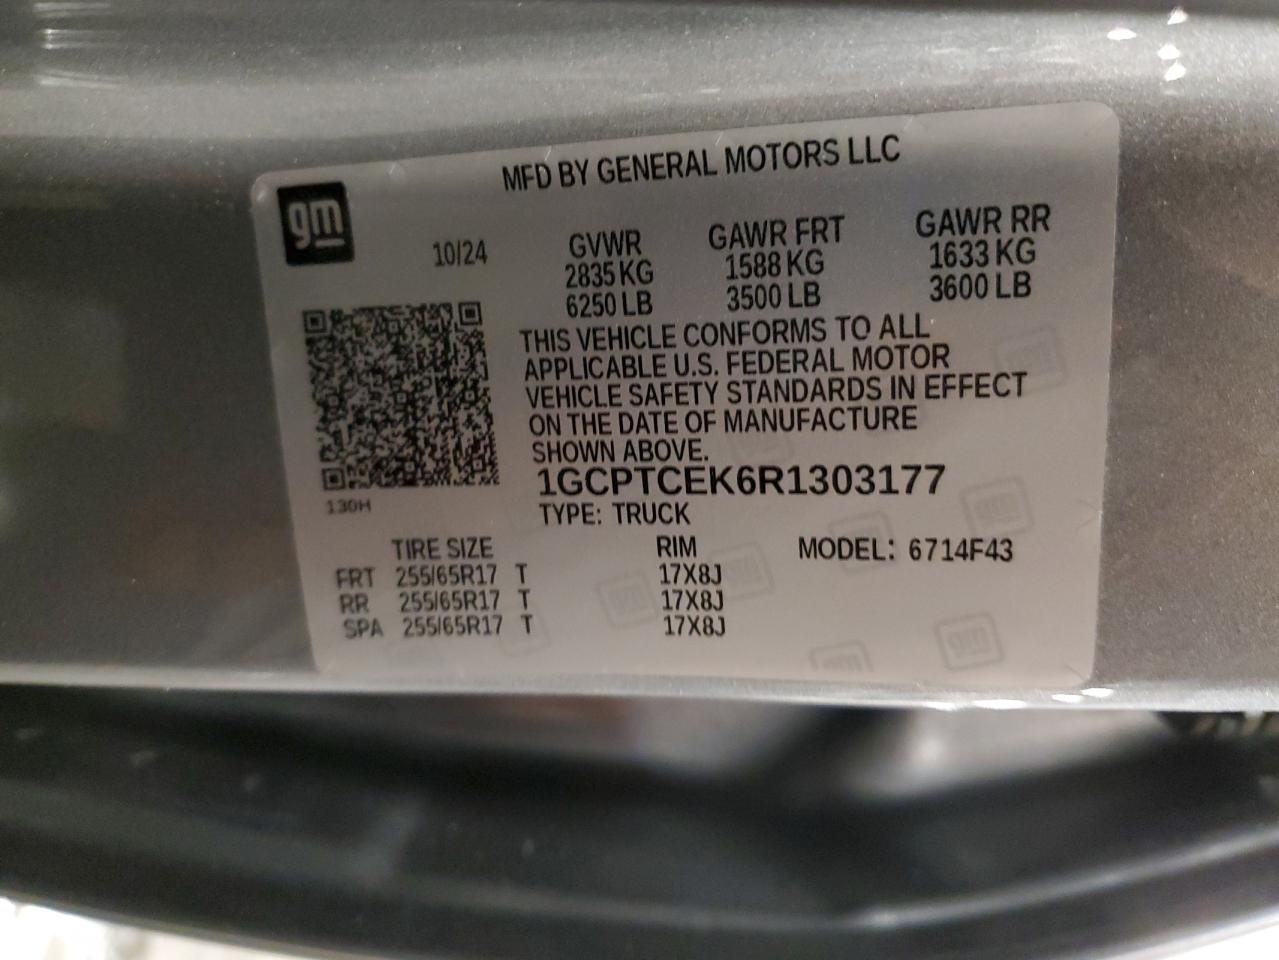 MFD BY GENERAL MOTORS LLC
gm
10/24
GVWR GAWR FRT GAWR RR
2835 KG 1588 KG 1633 KG
6250 LB 3500 LB 3600 LB
THIS VEHICLE CONFORMS TO ALL
APPLICABLE U.S. FEDERAL MOTOR
VEHICLE SAFETY STANDARDS IN EFFECT
ON THE DATE OF MANUFACTURE
SHOWN ABOVE.
1GCPTCEK6R1303177
130H
TYPE: TRUCK
TIRE SIZE RIM MODEL: 6714F43
FRT 255/65R17 T 17X8J
RR 255/65R17 T 17X8J
SPA 255/65R17 T 17X8J
gm